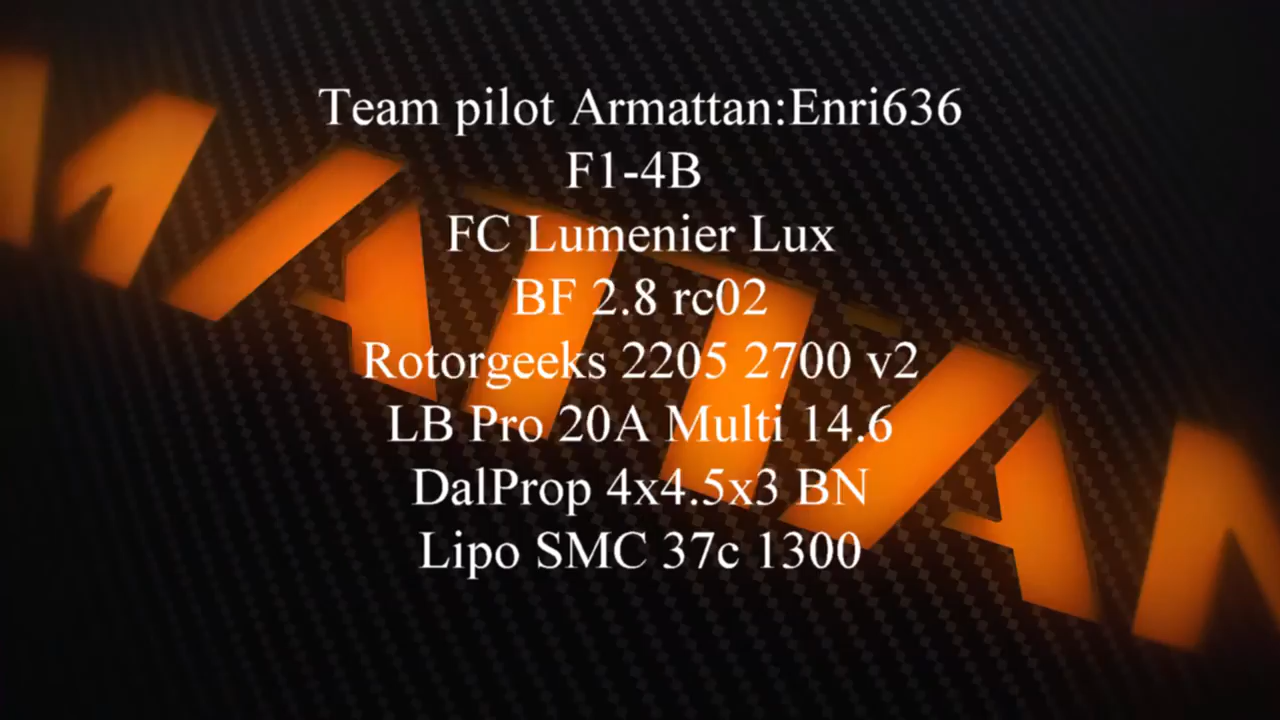 Team pilot Armattan:Enri636
F1-4B
FC Lumenier Lux
BF 2.8 rc02
Rotorgeeks 2205 2700 v2
LB Pro 20A Multi 14.6
DalProp 4x4.5x3 BN
Lipo SMC 37c 1300
MATTAN